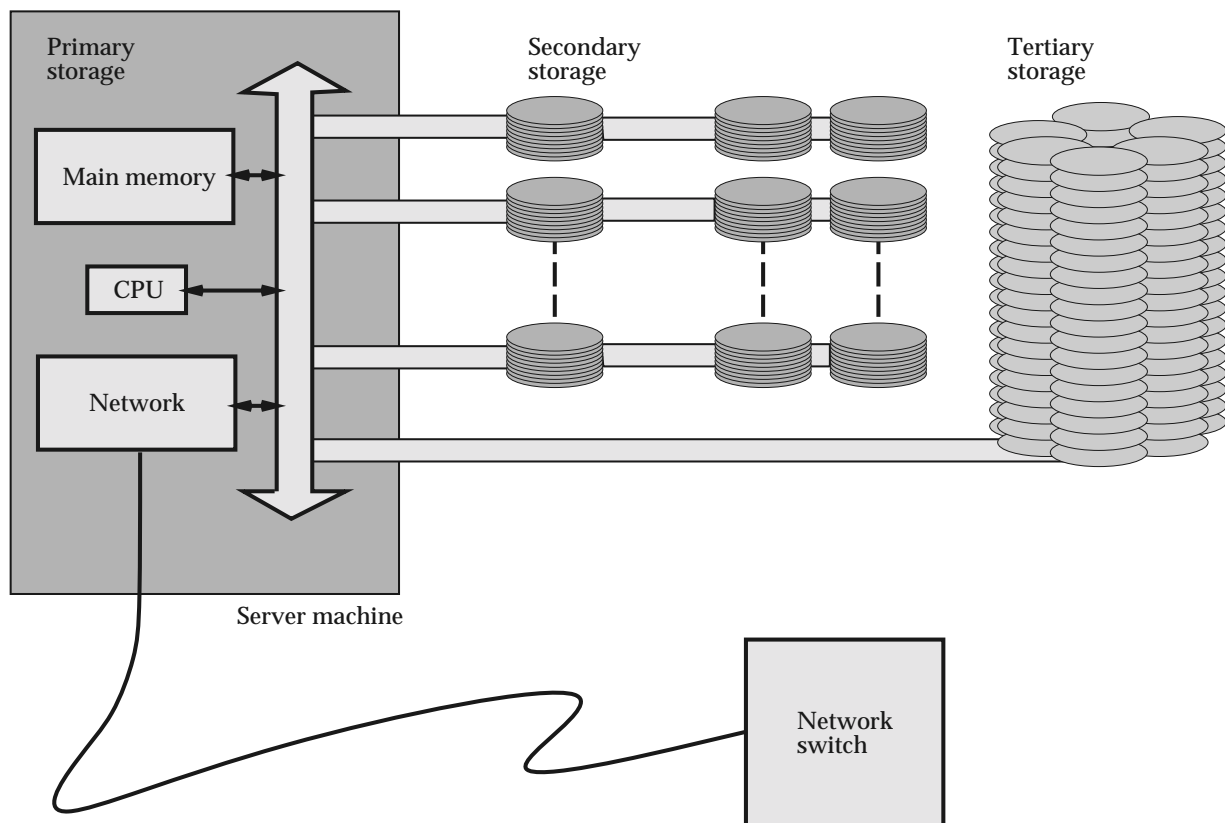 Primary
storage
Secondary
storage
Tertiary
storage
Main memory
CPU
Network
Server machine
Network
switch